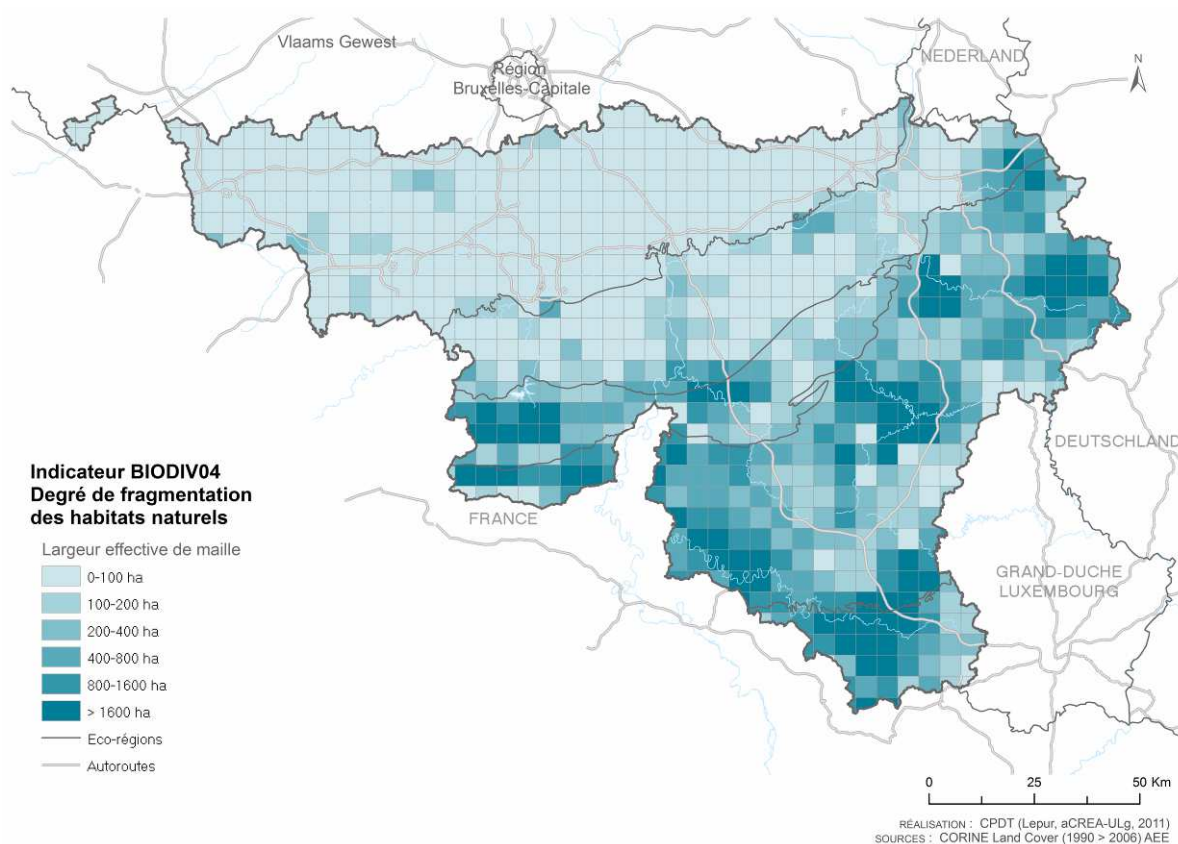 Vlaams Gewest
Région
Bruxelles-Capitale
NEDERLAND
N
DEUTSCHLAND
FRANCE
GRAND-DUCHE
LUXEMBOURG
Indicateur BIODIV04
Degré de fragmentation
des habitats naturels
Largeur effective de maille
0-100 ha
100-200 ha
200-400 ha
400-800 ha
800-1600 ha
> 1600 ha
Eco-régions
Autoroutes
0 25 50 Km
RÉALISATION : CPDT (Lepur, aCREA-ULg, 2011)
SOURCES : CORINE Land Cover (1990 > 2006) AEE